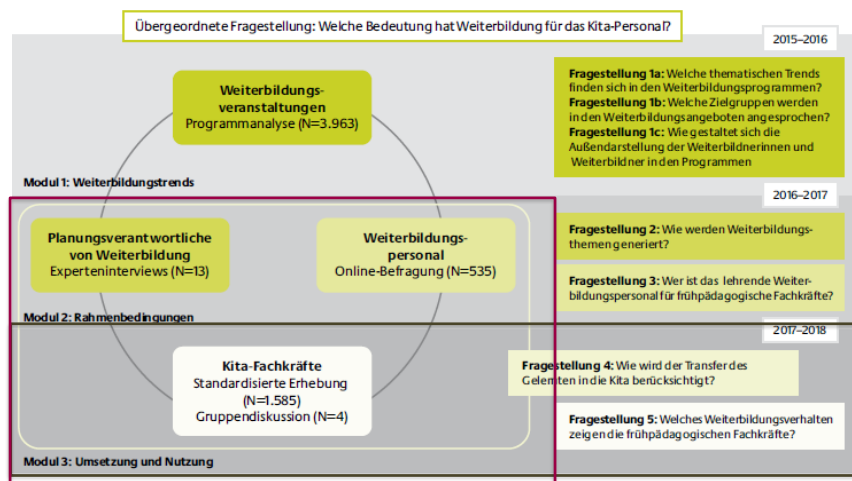 Übergeordnete Fragestellung: Welche Bedeutung hat Weiterbildung für das Kita-Personal?
2015–2016
Weiterbildungs-
veranstaltungen
Programmanalyse (N=3.963)
Fragestellung 1a: Welche thematischen Trends
finden sich in den Weiterbildungsprogrammen?
Fragestellung 1b: Welche Zielgruppen werden
in den Weiterbildungsangeboten angesprochen?
Fragestellung 1c: Wie gestaltet sich die
Außendarstellung der Weiterbildnerinnen und
Weiterbildner in den Programmen
Modul 1: Weiterbildungstrends
2016–2017
Planungsverantwortliche
von Weiterbildung
Experteninterviews (N=13)
Weiterbildungs-
personal
Online-Befragung (N=535)
Fragestellung 2: Wie werden Weiterbildungs-
themen generiert?
Fragestellung 3: Wer ist das lehrende Weiter-
bildungspersonal für frühpädagogische Fachkräfte?
Modul 2: Rahmenbedingungen
2017–2018
Kita-Fachkräfte
Standardisierte Erhebung
(N=1.585)
Gruppendiskussion (N=4)
Fragestellung 4: Wie wird der Transfer des
Gelernten in die Kita berücksichtigt?
Fragestellung 5: Welches Weiterbildungsverhalten
zeigen die frühpädagogischen Fachkräfte?
Modul 3: Umsetzung und Nutzung